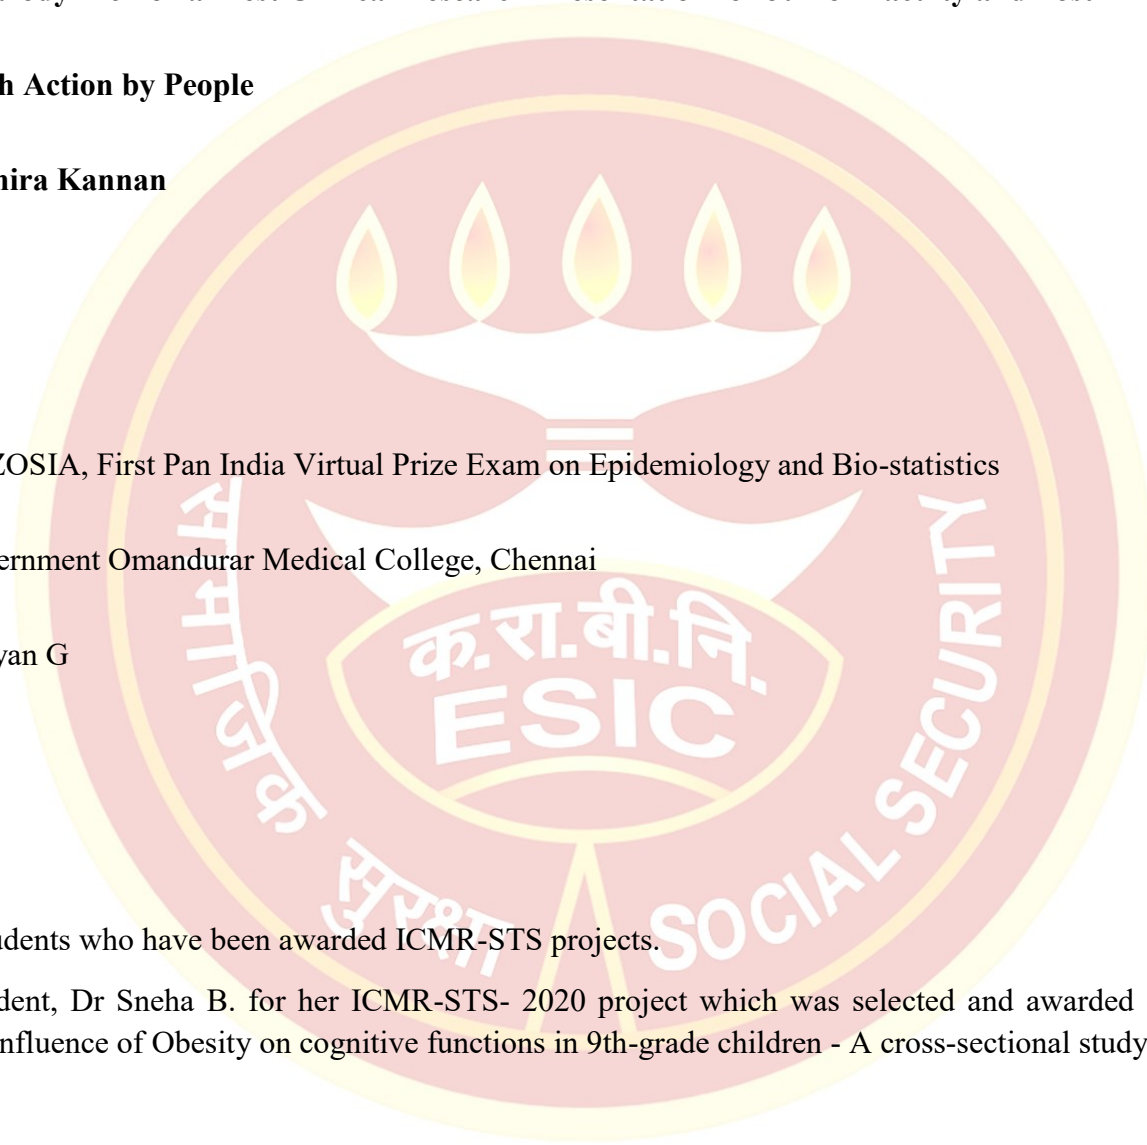 h Action by People
hira Kannan
ZOSIA, First Pan India Virtual Prize Exam on Epidemiology and Bio-statistics
ernment Omandurar Medical College, Chennai
yan G
क.रा.बी.नि.
ESIC
सामाजिक सुरक्षा
SOCIAL SECURITY
udents who have been awarded ICMR-STS projects.
dent, Dr Sneha B. for her ICMR-STS- 2020 project which was selected and awarded
nfluence of Obesity on cognitive functions in 9th-grade children - A cross-sectional study